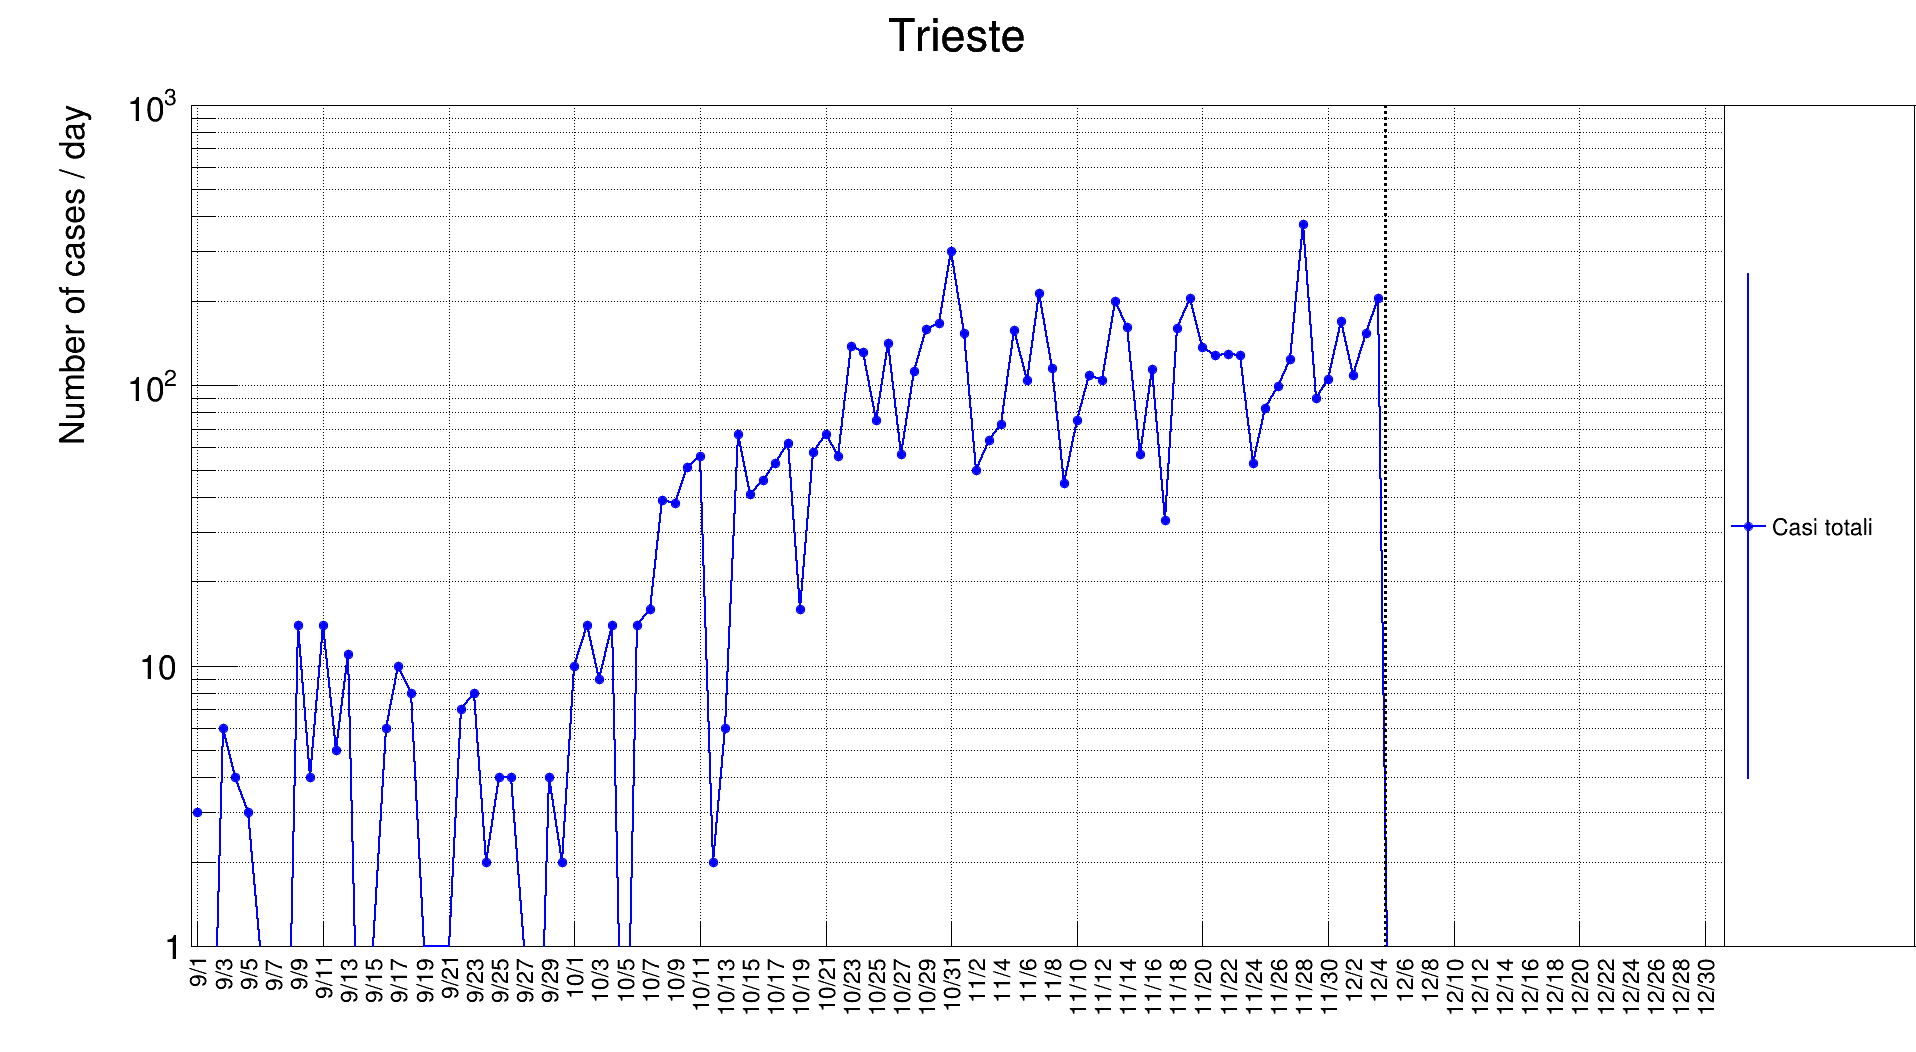 Trieste
Number of cases / day
10³
10²
10
1
9/1 9/3 9/5 9/7 9/9 9/11 9/13 9/15 9/17 9/19 9/21 9/23 9/25 9/27 9/29 10/1 10/3 10/5 10/7 10/9 10/11 10/13 10/15 10/17 10/19 10/21 10/23 10/25 10/27 10/29 10/31 11/2 11/4 11/6 11/8 11/10 11/12 11/14 11/16 11/18 11/20 11/22 11/24 11/26 11/28 11/30 12/2 12/4 12/6 12/8 12/10 12/12 12/14 12/16 12/18 12/20 12/22 12/24 12/26 12/28 12/30
Casi totali